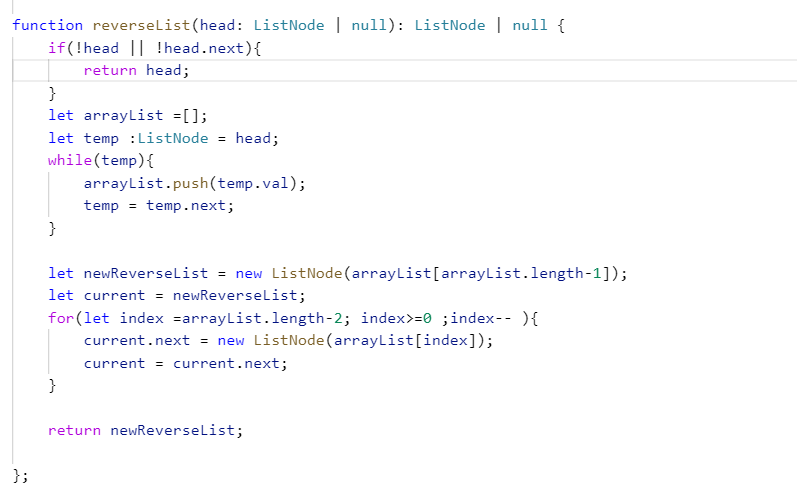 function reverseList(head: ListNode | null): ListNode | null {
    if(!head || !head.next){
        return head;
    }
    let arrayList =[];
    let temp :ListNode = head;
    while(temp){
        arrayList.push(temp.val);
        temp = temp.next;
    }

    let newReverseList = new ListNode(arrayList[arrayList.length-1]);
    let current = newReverseList;
    for(let index =arrayList.length-2; index>=0 ;index-- ){
        current.next = new ListNode(arrayList[index]);
        current = current.next;
    }

    return newReverseList;

};